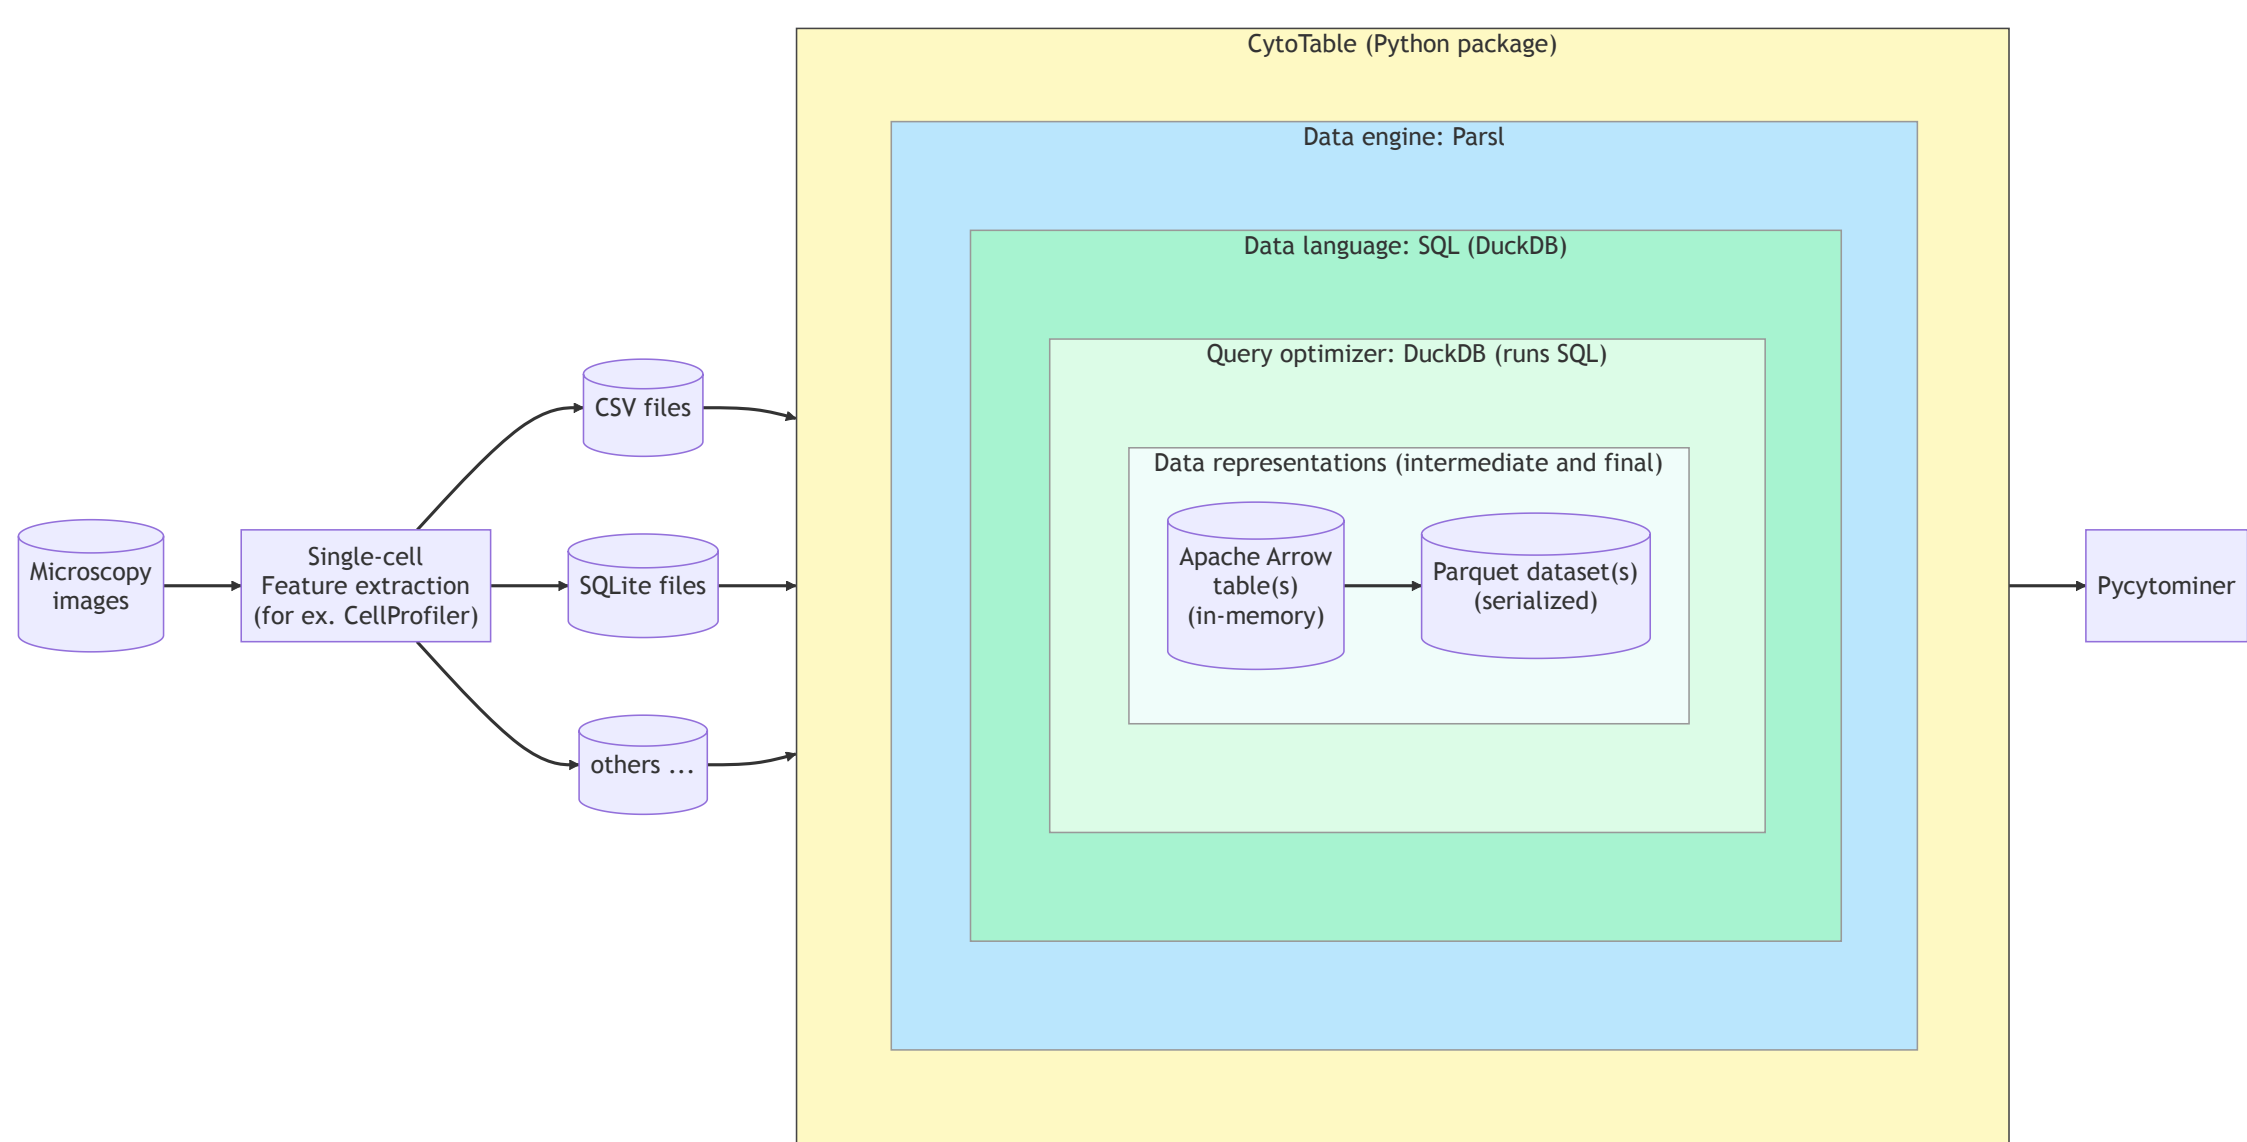 CytoTable (Python package)
Data engine: Parsl
Data language: SQL (DuckDB)
Query optimizer: DuckDB (runs SQL)
Data representations (intermediate and final)
Microscopy
images
Single-cell
Feature extraction
(for ex. CellProfiler)
CSV files
SQLite files
others ...
Apache Arrow
table(s)
(in-memory)
Parquet dataset(s)
(serialized)
Pycytominer